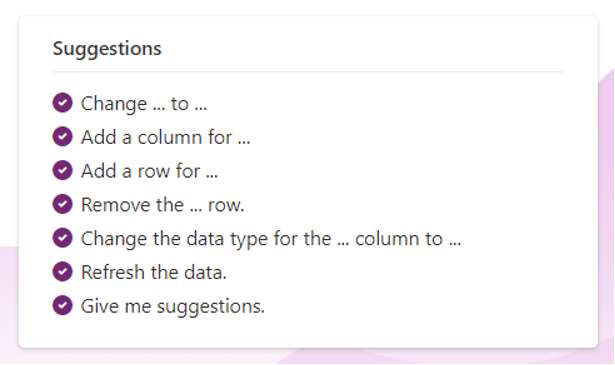 Suggestions
Change ... to ...
Add a column for ...
Add a row for ...
Remove the ... row.
Change the data type for the ... column to ...
Refresh the data.
Give me suggestions.